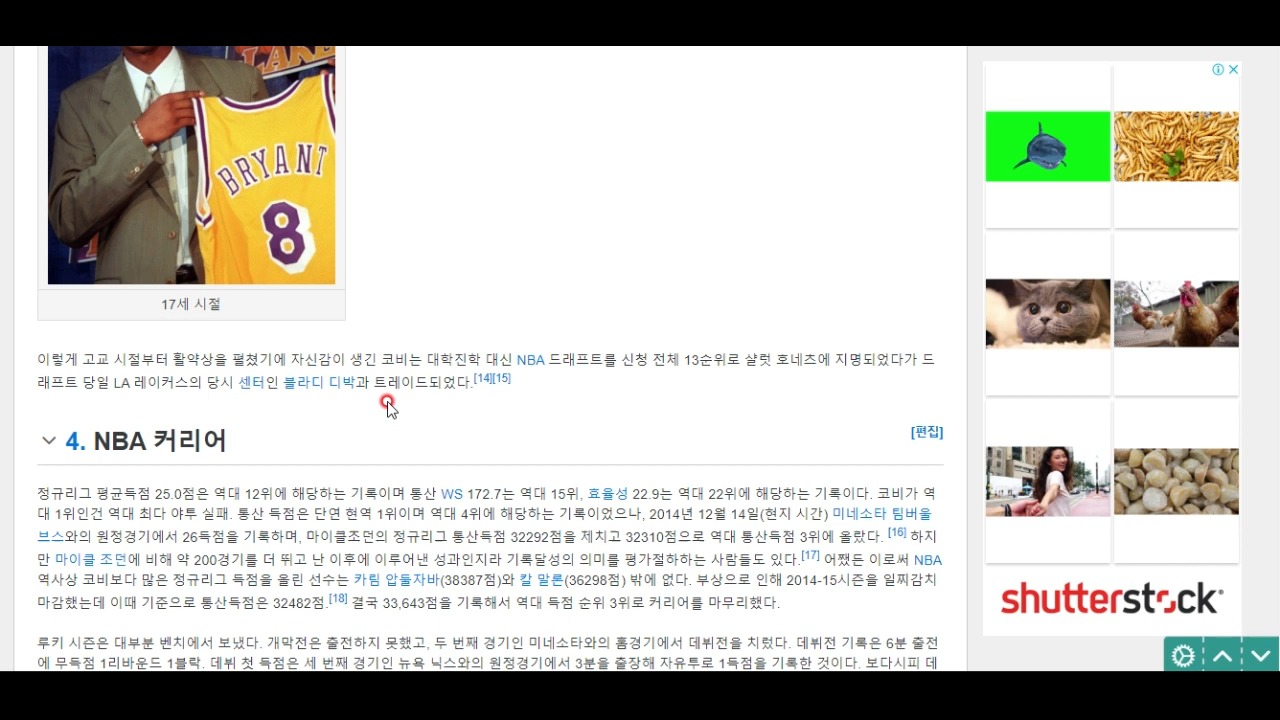 LAKE
BRYANT
8
17세 시절
이렇게 고교 시절부터 활약상을 펼쳤기에 자신감이 생긴 코비는 대학진학 대신 NBA 드래프트를 신청 전체 13순위로 샬럿 호네츠에 지명되었다가 드
래프트 당일 LA 레이커스의 당시 센터인 블라디 디박과 트레이드되었다.[14][15]
4. NBA 커리어
[편집]
정규리그 평균득점 25.0점은 역대 12위에 해당하는 기록이며 통산 WS 172.7는 역대 15위, 효율성 22.9는 역대 22위에 해당하는 기록이다. 코비가 역
대 1위인건 역대 최다 야투 실패. 통산 득점은 단연 현역 1위이며 역대 4위에 해당하는 기록이었으나, 2014년 12월 14일(현지 시간) 미네소타 팀버울
브스와의 원정경기에서 26득점을 기록하며, 마이클조던의 정규리그 통산득점 32292점을 제치고 32310점으로 역대 통산득점 3위에 올랐다. [16] 하지
만 마이클 조던에 비해 약 200경기를 더 뛰고 난 이후에 이루어낸 성과인지라 기록달성의 의미를 평가절하하는 사람들도 있다.[17] 어쨌든 이로써 NBA
역사상 코비보다 많은 정규리그 득점을 올린 선수는 카림 압둘자바(38387점)와 칼 말론(36298점) 밖에 없다. 부상으로 인해 2014-15시즌을 일찌감치
마감했는데 이때 기준으로 통산득점은 32482점.[18] 결국 33,643점을 기록해서 역대 득점 순위 3위로 커리어를 마무리했다.
루키 시즌은 대부분 벤치에서 보냈다. 개막전은 출전하지 못했고, 두 번째 경기인 미네소타와의 홈경기에서 데뷔전을 치렀다. 데뷔전 기록은 6분 출전
에 무득점 1리바운드 1블락. 데뷔 첫 득점은 세 번째 경기인 뉴욕 닉스와의 원정경기에서 3분을 출장해 자유투로 1득점을 기록한 것이다. 보다시피 데
shutterstock